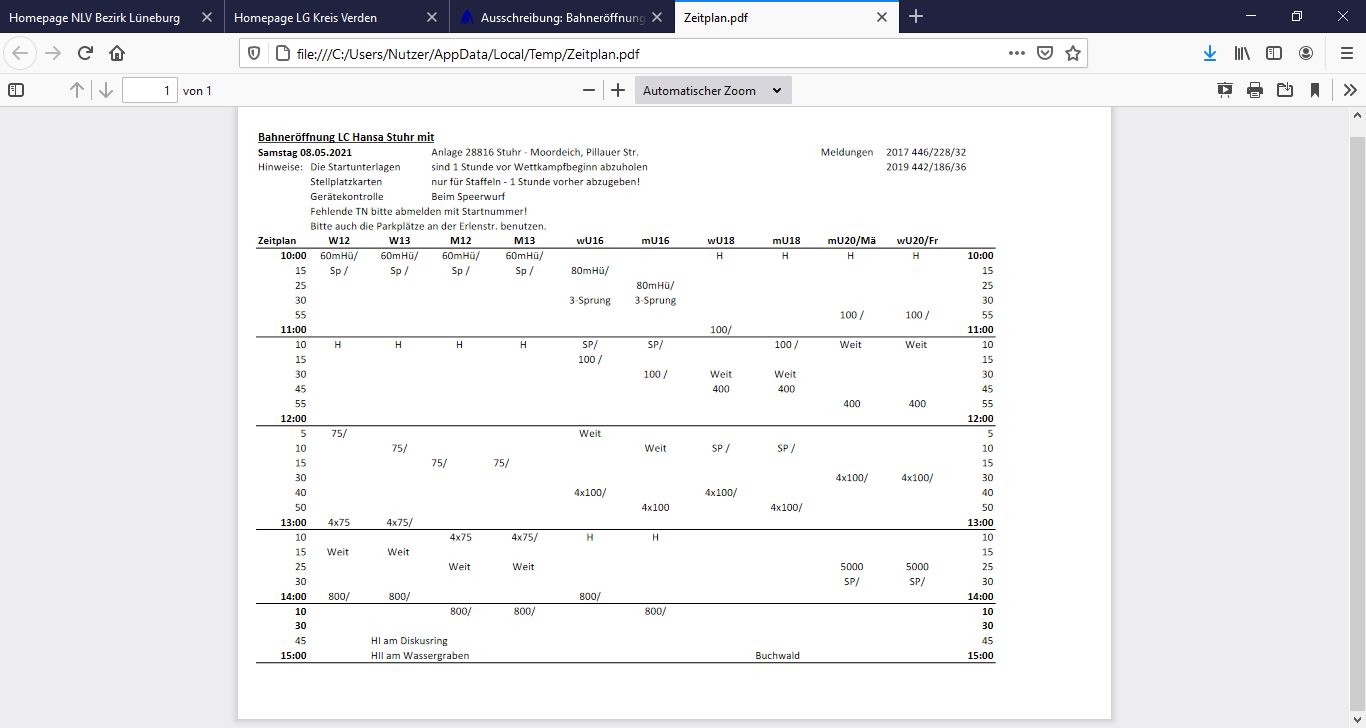 Homepage NLV Bezirk Lüneburg Homepage LG Kreis Verden Ausschreibung: Bahneröffnung Zeitplan.pdf
file:///C:/Users/Nutzer/AppData/Local/Temp/Zeitplan.pdf
1 von 1 Automatischer Zoom
Bahneröffnung LC Hansa Stuhr mit
Samstag 08.05.2021 Anlage 28816 Stuhr - Moordeich, Pillauer Str. Meldungen 2017 446/228/32
Hinweise: Die Startunterlagen sind 1 Stunde vor Wettkampfbeginn abzuholen 2019 442/186/36
Stellplatzkarten nur für Staffeln - 1 Stunde vorher abzugeben!
Gerätekontrolle Beim Speerwurf
Fehlende TN bitte abmelden mit Startnummer!
Bitte auch die Parkplätze an der Erlenstr. benutzen.
Zeitplan W12 W13 M12 M13 wU16 mU16 wU18 mU18 mU20/Mä wU20/Fr
10:00 60mHü/ 60mHü/ 60mHü/ 60mHü/ H H H H 10:00
15 Sp / Sp / Sp / Sp / 80mHü/ 15
25 80mHü/ 25
30 3-Sprung 3-Sprung 30
55 100 / 100 / 55
11:00 100/ 11:00
10 H H H H SP/ SP/ 100 / Weit Weit 10
15 100 / 15
30 100 / Weit Weit 30
45 400 400 45
55 400 400 55
12:00 12:00
5 75/ Weit 5
10 75/ Weit SP / SP / 10
15 75/ 75/ 15
30 4x100/ 4x100/ 30
40 4x100/ 4x100/ 40
50 4x100 4x100/ 50
13:00 4x75 4x75/ 13:00
10 4x75 4x75/ H H 10
15 Weit Weit 15
25 Weit Weit 5000 5000 25
30 SP/ SP/ 30
14:00 800/ 800/ 800/ 14:00
10 800/ 800/ 800/ 10
30 30
45 HI am Diskusring 45
15:00 HII am Wassergraben Buchwald 15:00